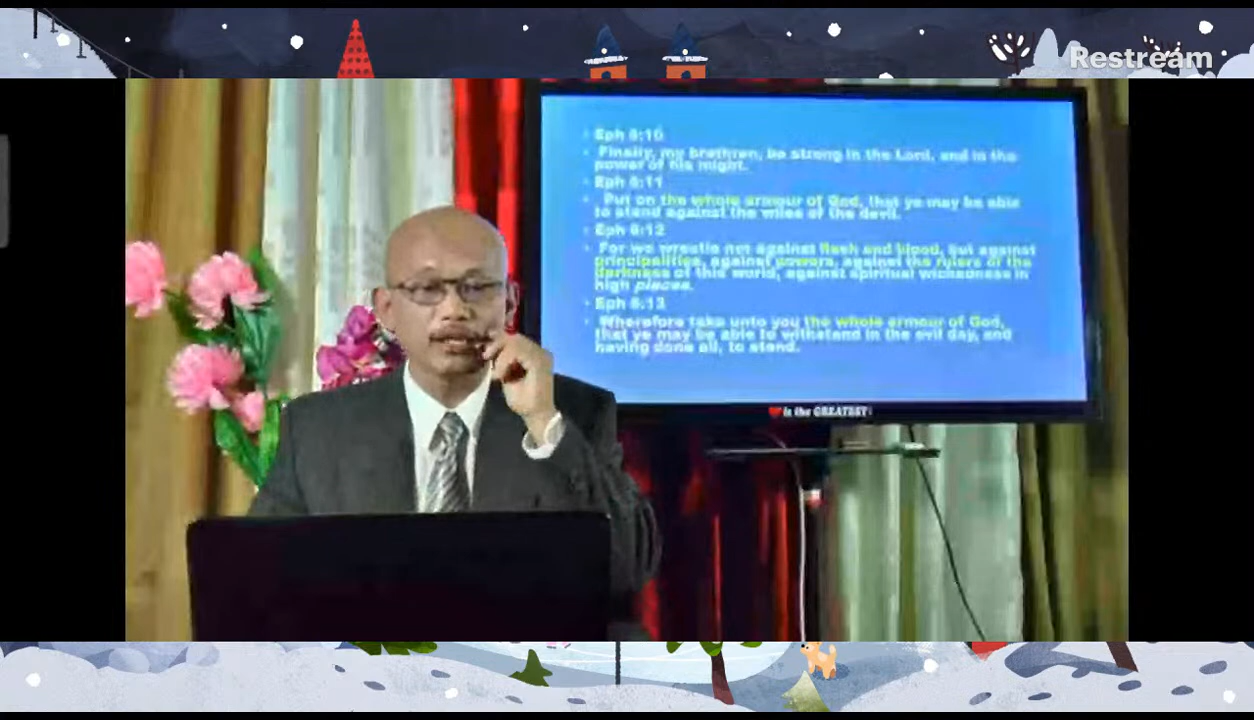 Restream
Eph 6:10
Finally, my brethren, be strong in the Lord, and in the
power of his might.
Eph 6:11
Put on the whole armour of God, that ye may be able
to stand against the wiles of the devil.
Eph 6:12
For we wrestle not against flesh and blood, but against
principalities, against powers, against the rulers of the
darkness of this world, against spiritual wickedness in
high places.
Eph 6:13
Wherefore take unto you the whole armour of God,
that ye may be able to withstand in the evil day, and
having done all, to stand.
is the GREATEST!